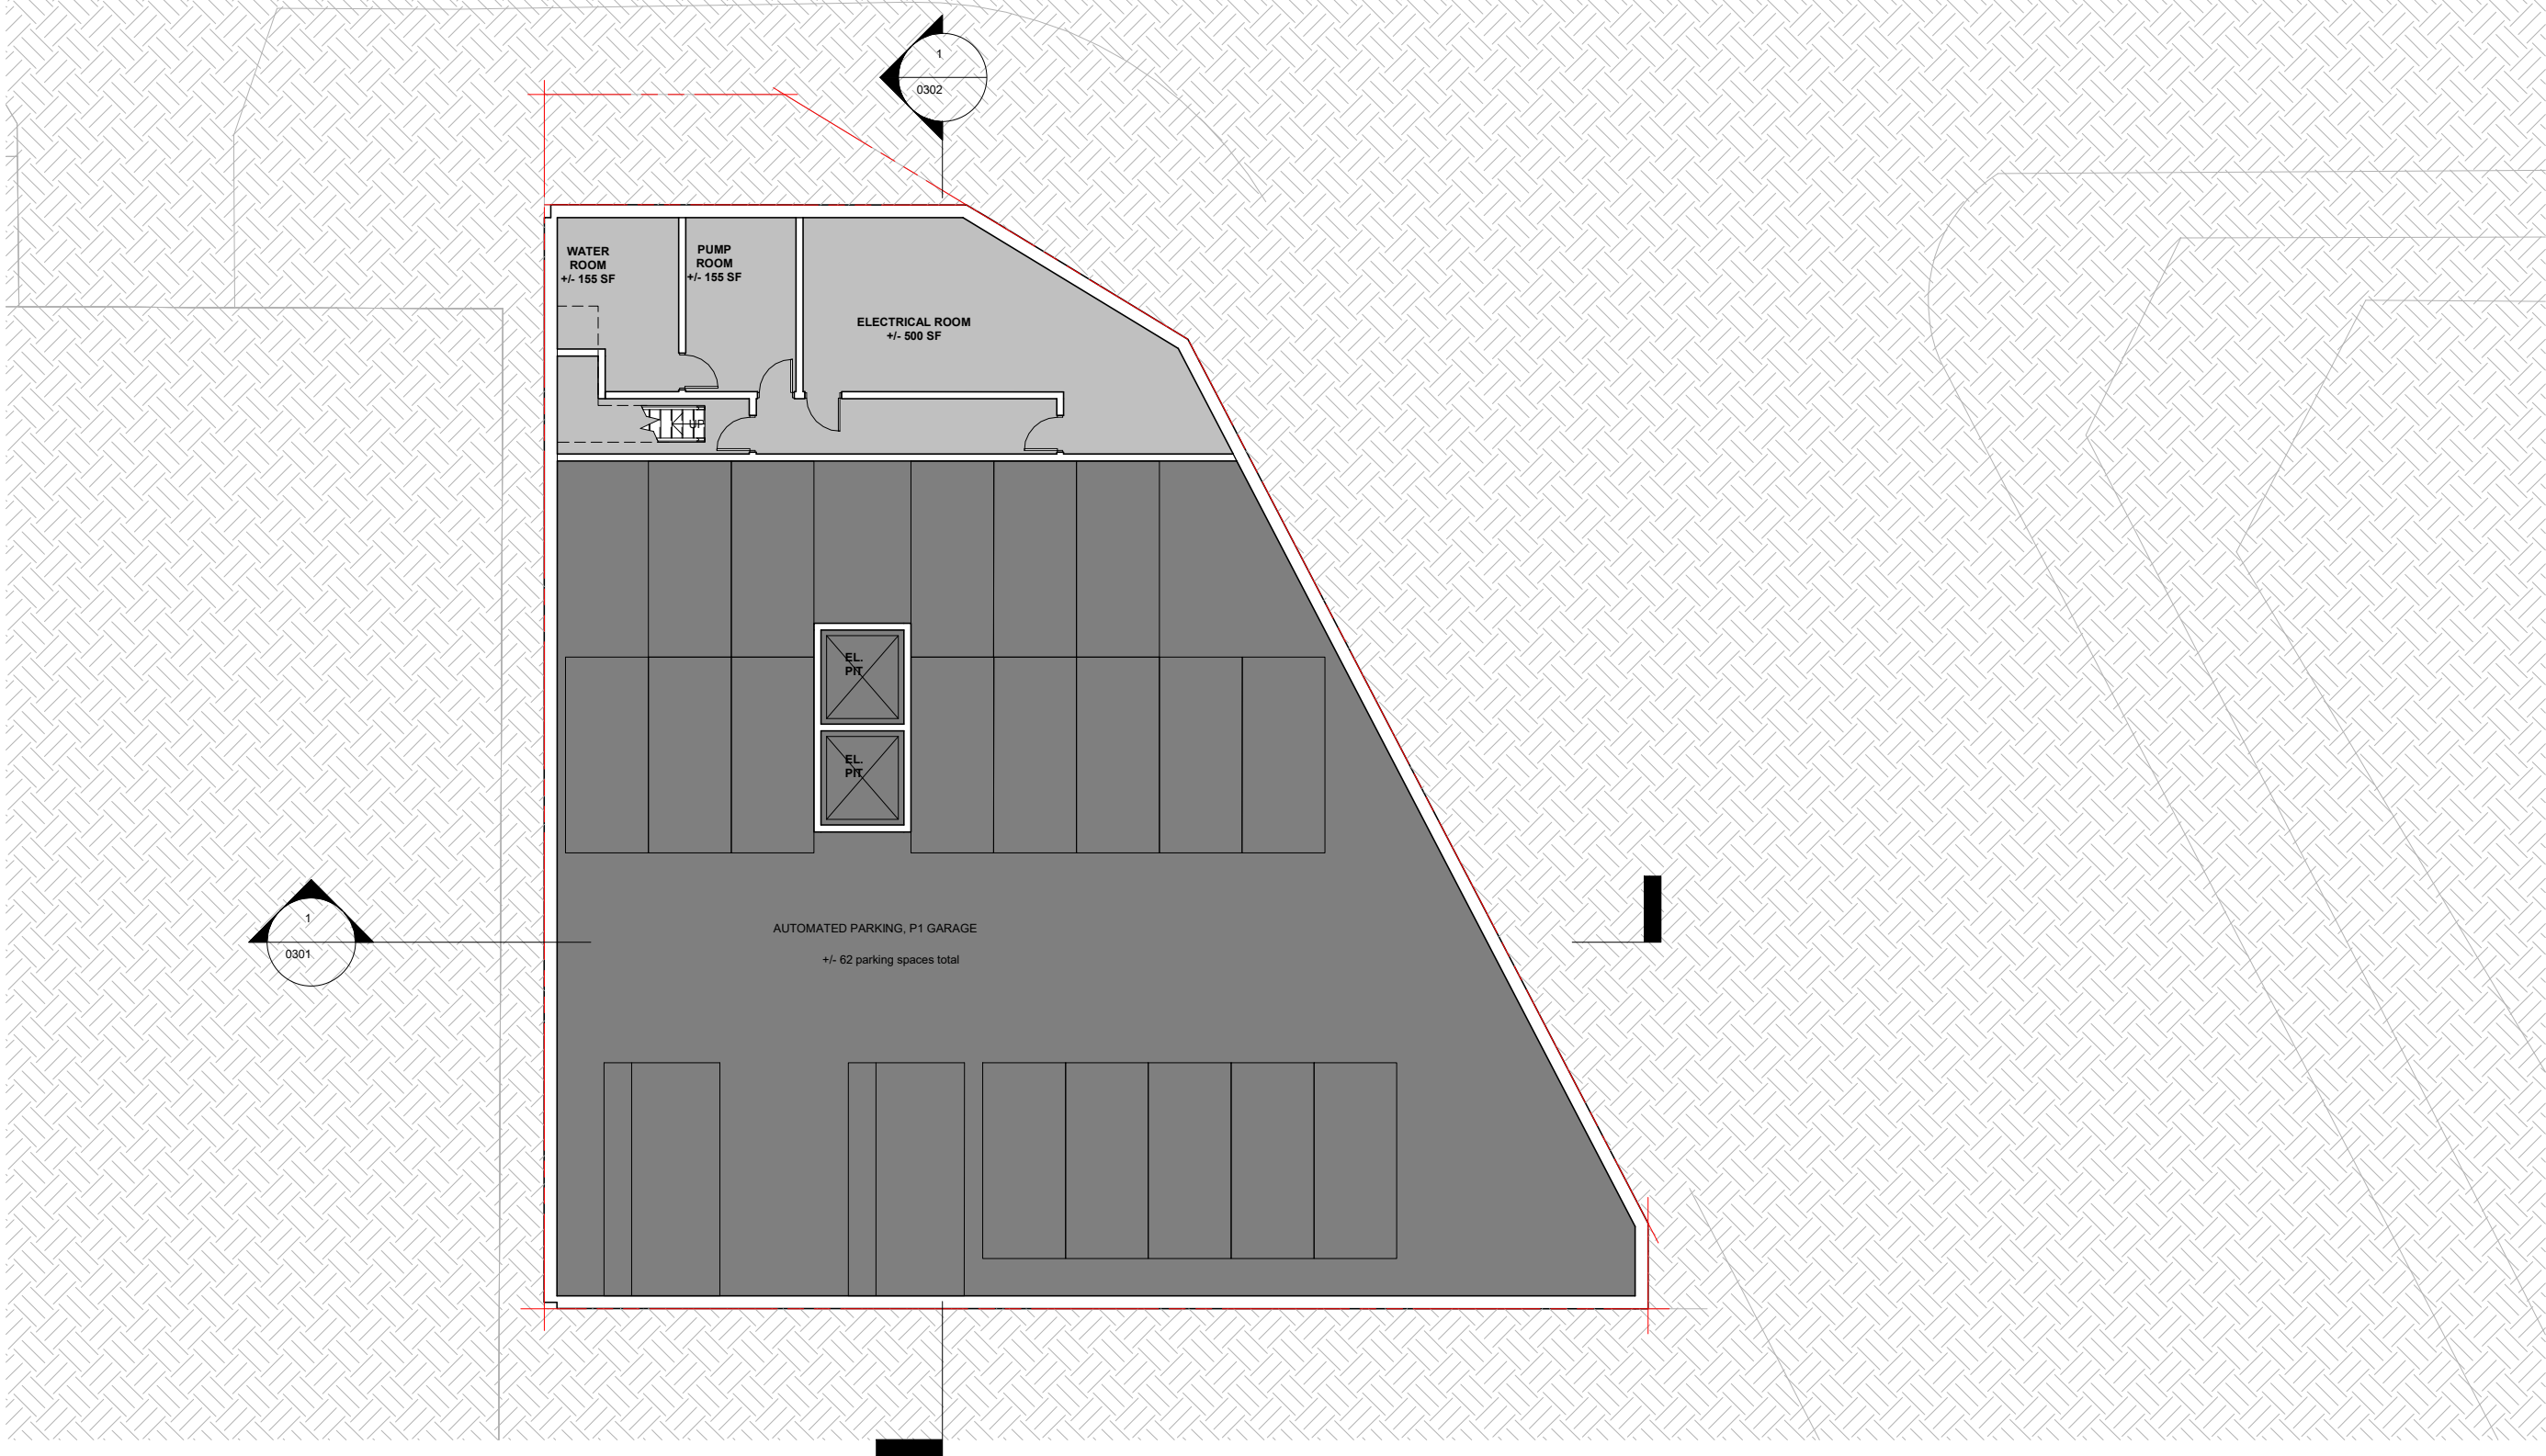 1
0302
WATER
ROOM
+/- 155 SF
PUMP
ROOM
+/- 155 SF
ELECTRICAL ROOM
+/- 500 SF
UP
EL.
PIT
EL.
PIT
1
0301
AUTOMATED PARKING, P1 GARAGE
+/- 62 parking spaces total